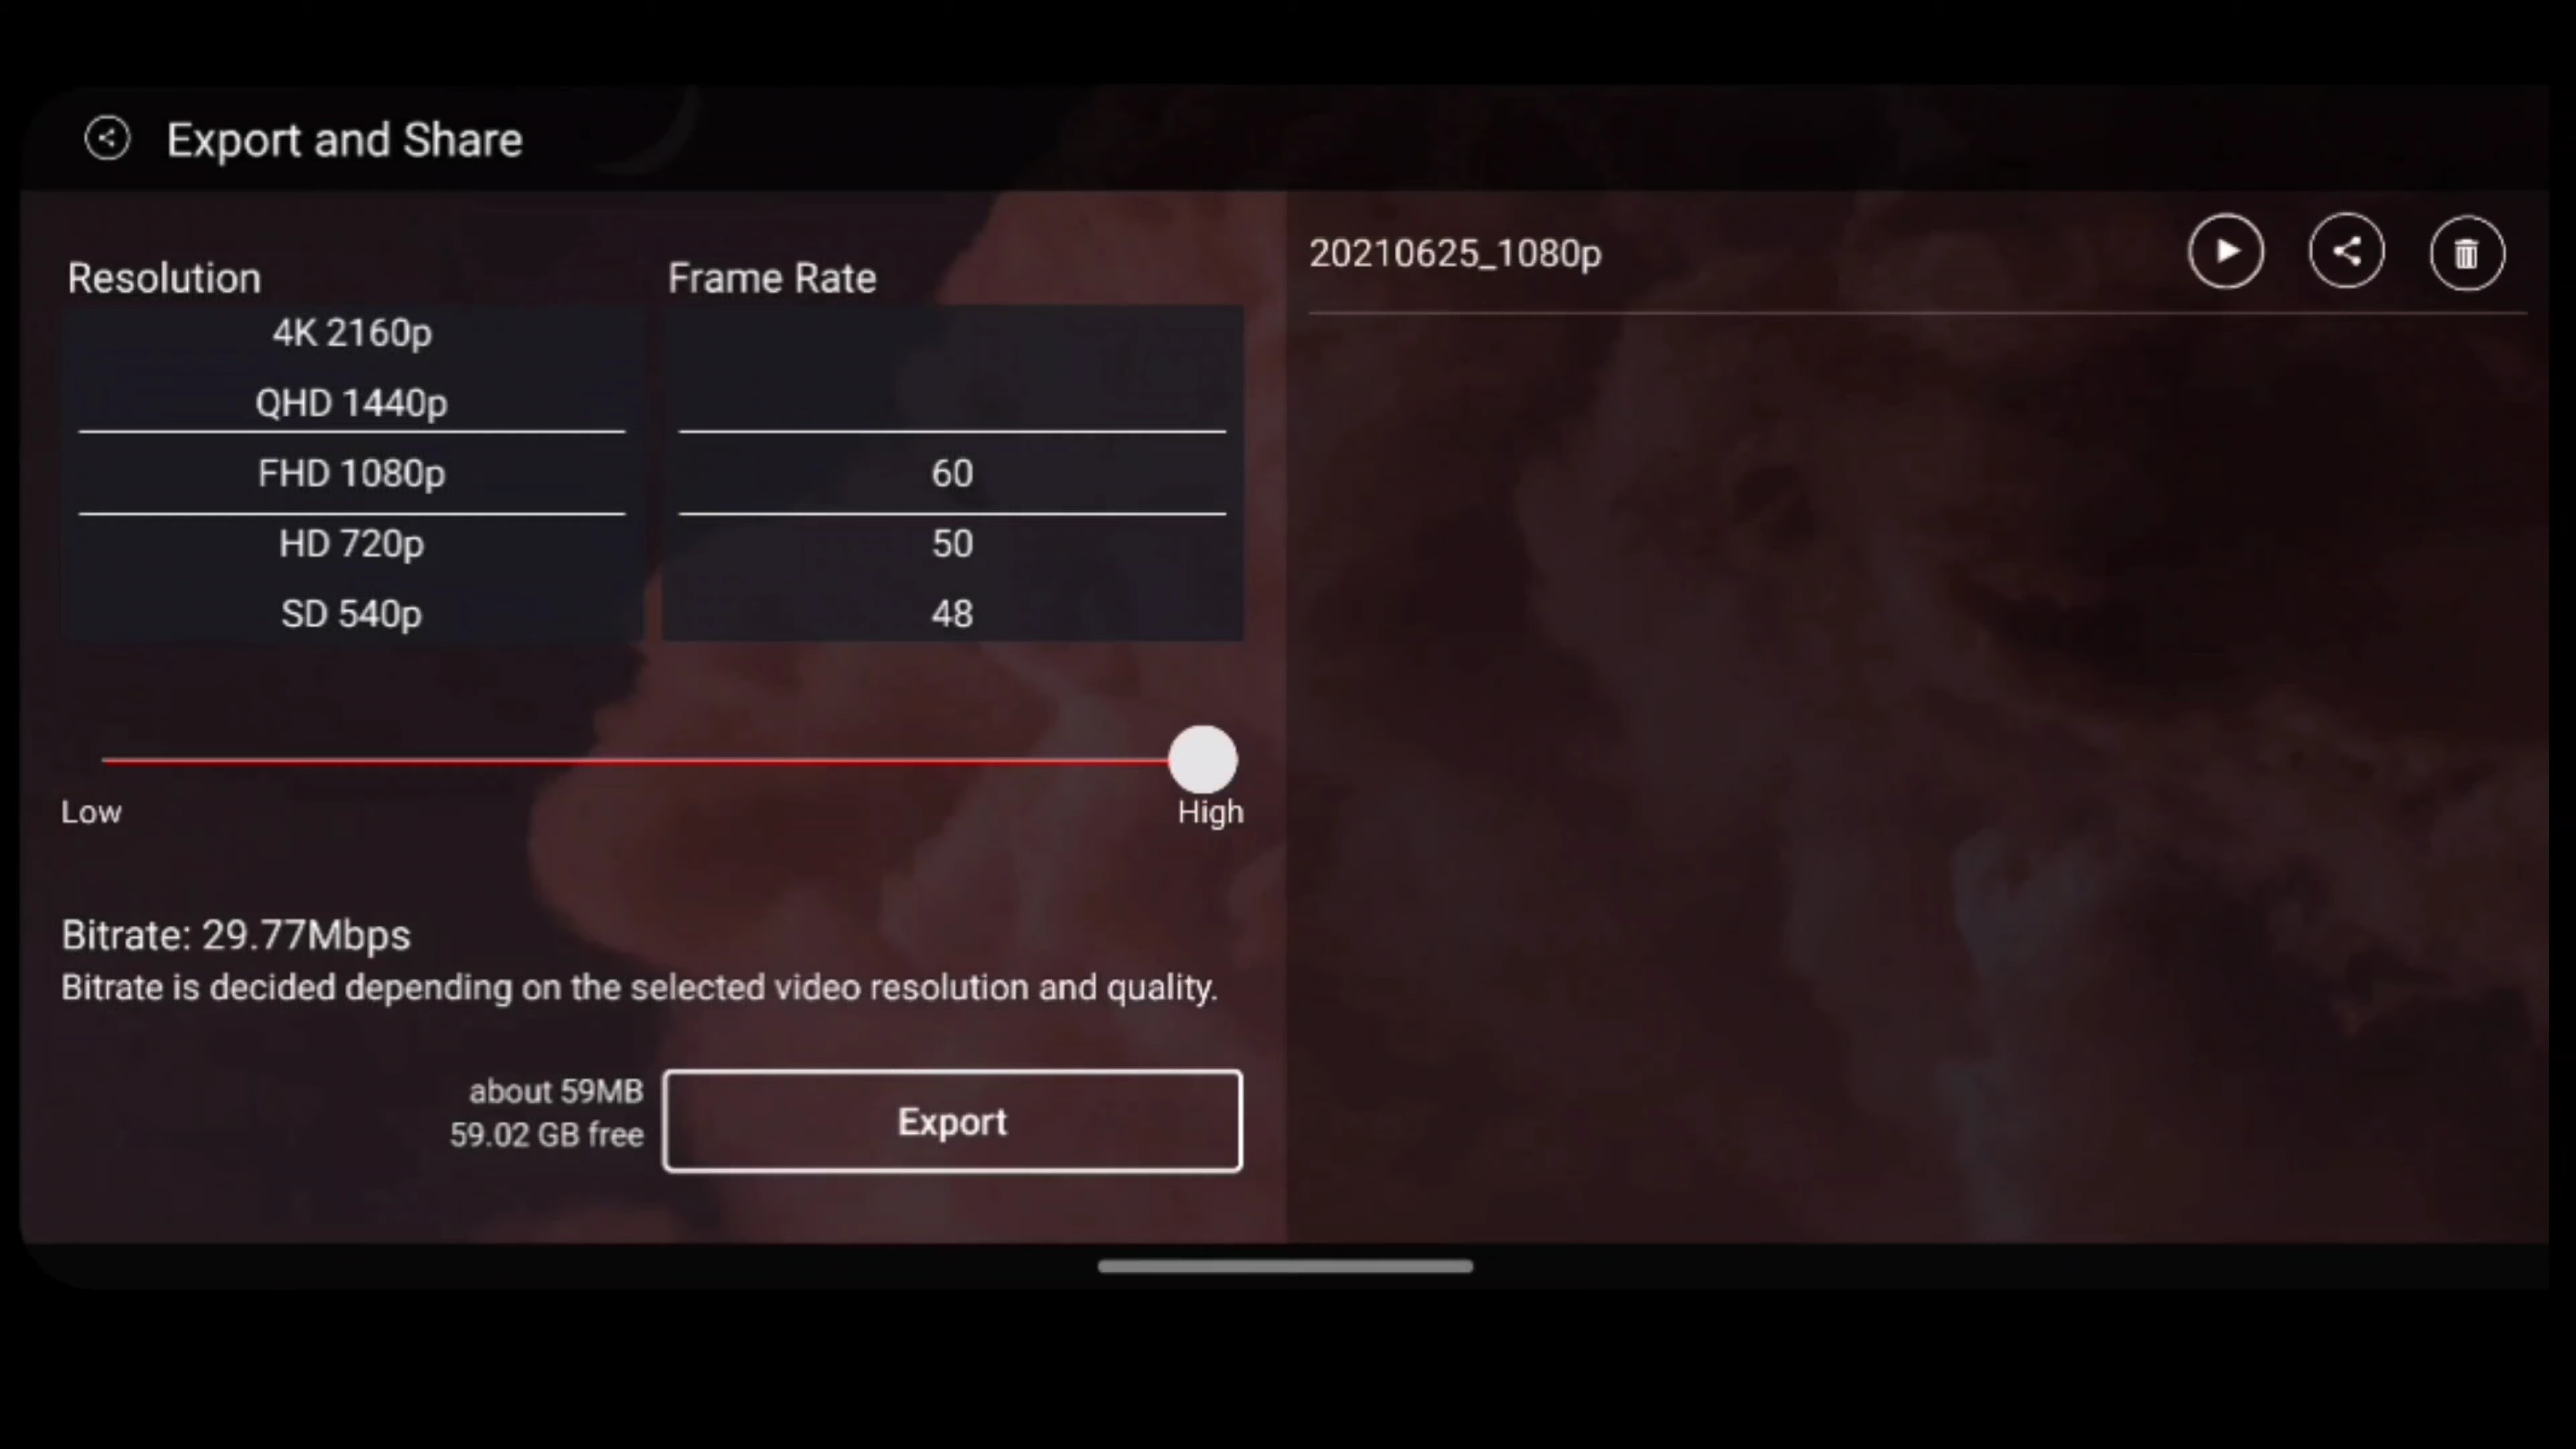 Export and Share
Resolution
4K 2160p
QHD 1440p
FHD 1080p
HD 720p
SD 540p
Frame Rate
60
50
48
Low
High
Bitrate: 29.77Mbps
Bitrate is decided depending on the selected video resolution and quality.
about 59MB
59.02 GB free
Export
20210625_1080p